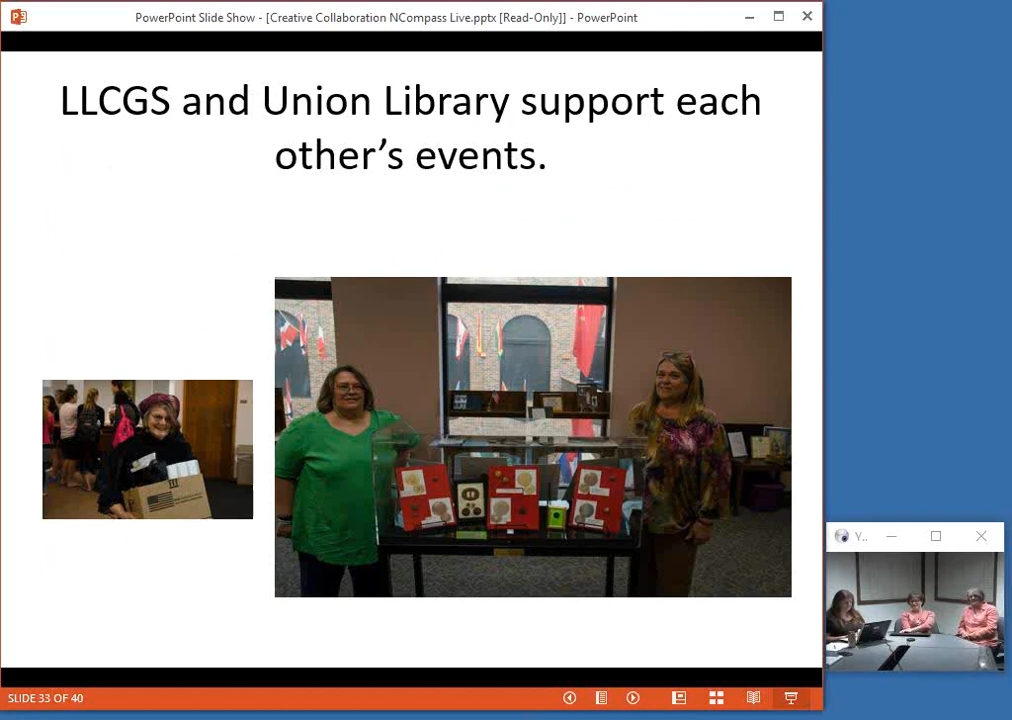 PowerPoint Slide Show - [Creative Collaboration NCompass Live.pptx [Read-Only]] - PowerPoint
LLCGS and Union Library support each
other's events.
Y..
SLIDE 33 OF 40